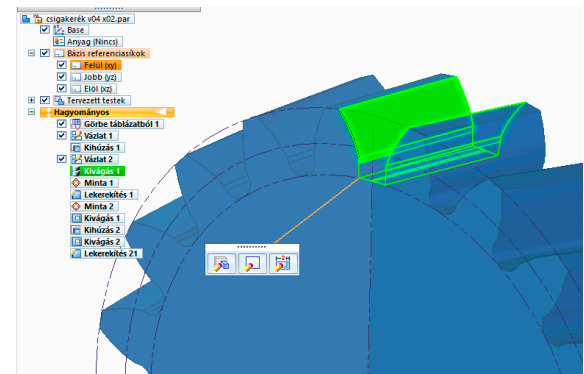 csigakerék v04 x02.par
Base
Anyag (Nincs)
Bázis referenciasíkok
Felül (xy)
Jobb (yz)
Elöl (xz)
Tervezett testek
Hagyományos
Görbe táblázatból 1
Vázlat 1
Kihúzás 1
Vázlat 2
Kivágás 1
Minta 1
Lekerekítés 1
Minta 2
Kivágás 1
Kihúzás 2
Kivágás 2
Lekerekítés 21